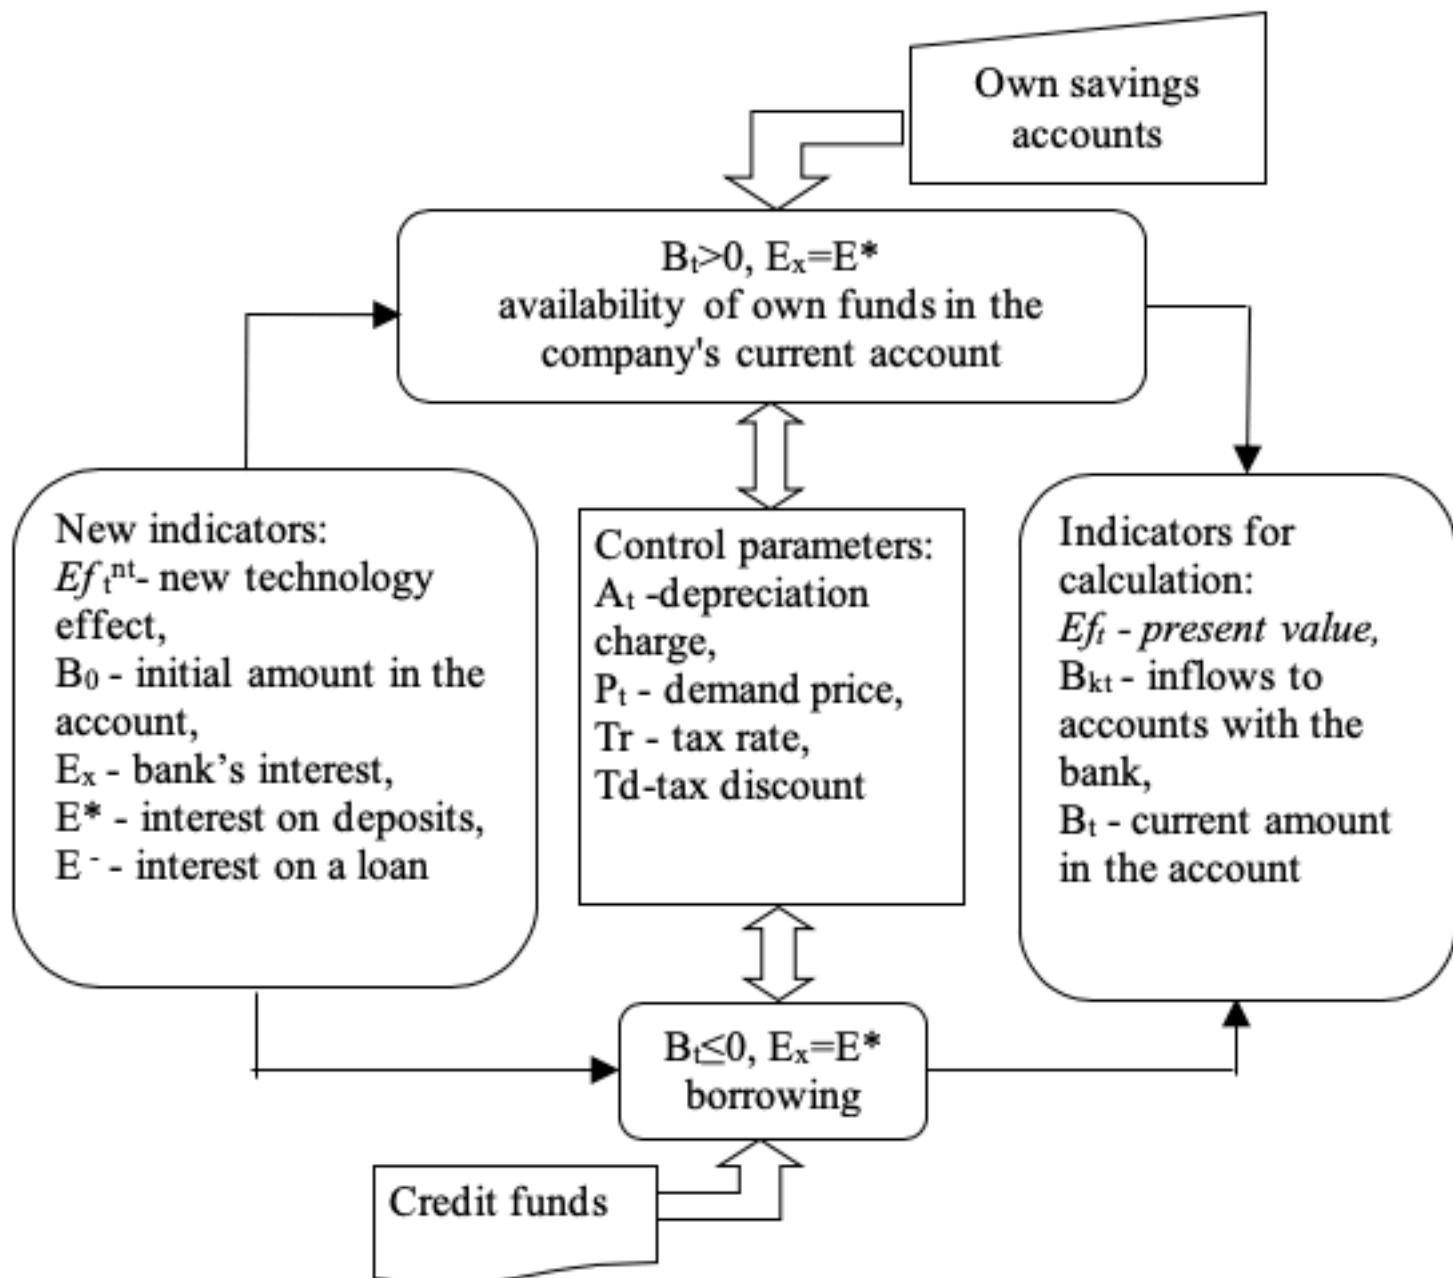 Own savings
accounts
Bₜ>0, Eₓ=E*
availability of own funds in the
company's current account
New indicators:
Ef ₜⁿᵗ- new technology
effect,
B₀ - initial amount in the
account,
Eₓ - bank’s interest,
E* - interest on deposits,
E ⁻ - interest on a loan
Control parameters:
Aₜ -depreciation
charge,
Pₜ - demand price,
Tr - tax rate,
Td-tax discount
Indicators for
calculation:
Efₜ - present value,
Bₖₜ - inflows to
accounts with the
bank,
Bₜ - current amount
in the account
Bₜ≤0, Eₓ=E*
borrowing
Credit funds